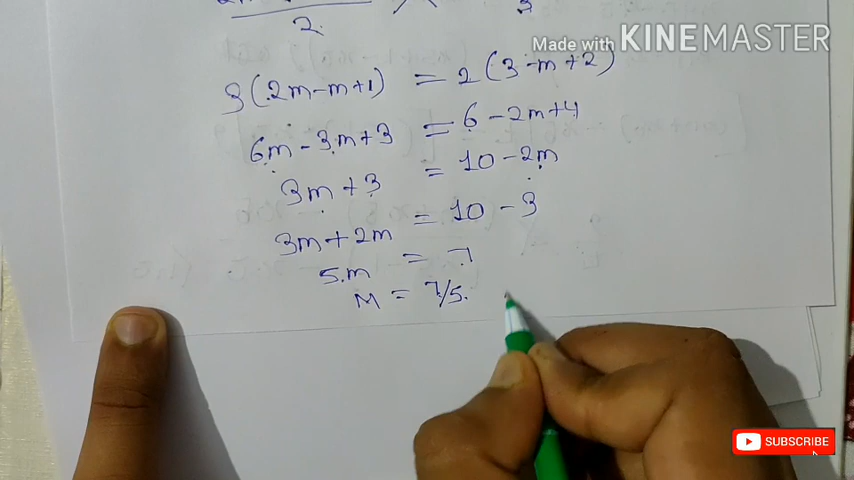 2
3
Made with KINEMASTER
3(2m-m+1) = 2(3-m+2)
6m - 3m+3 = 6 - 2m+4
3m + 3 = 10 - 2m
3m + 2m = 10 - 3
5m = 7
M = 7/5.
SUBSCRIBE